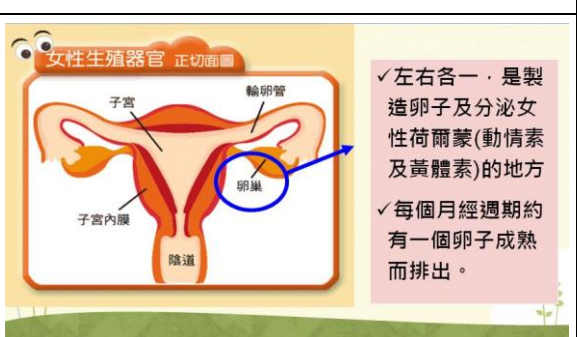 女性生殖器官 正切面圖
子宮
輸卵管
卵巢
子宮內膜
陰道
✓左右各一，是製
造卵子及分泌女
性荷爾蒙(動情素
及黃體素)的地方
✓每個月經週期約
有一個卵子成熟
而排出。